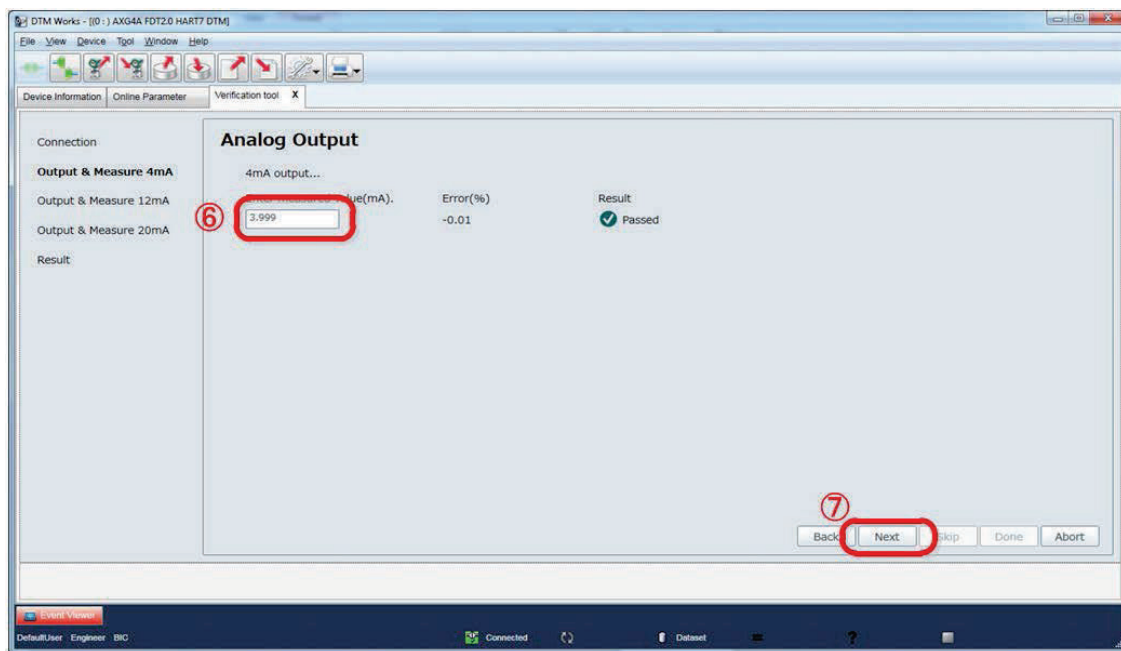 DTM Works - [(0 : ) AXG4A FDT2.0 HART7 DTM]
File View Device Tool Window Help
Device Information Online Parameter Verification tool X
Connection
Output & Measure 4mA
Output & Measure 12mA
Output & Measure 20mA
Result
Analog Output
4mA output...
(mA). Error(%) Result
⑥ 3.999 -0.01 Passed
⑦
Back Next Skip Done Abort
Event Viewer
DefaultUser Engineer BIC Connected Dataset ?